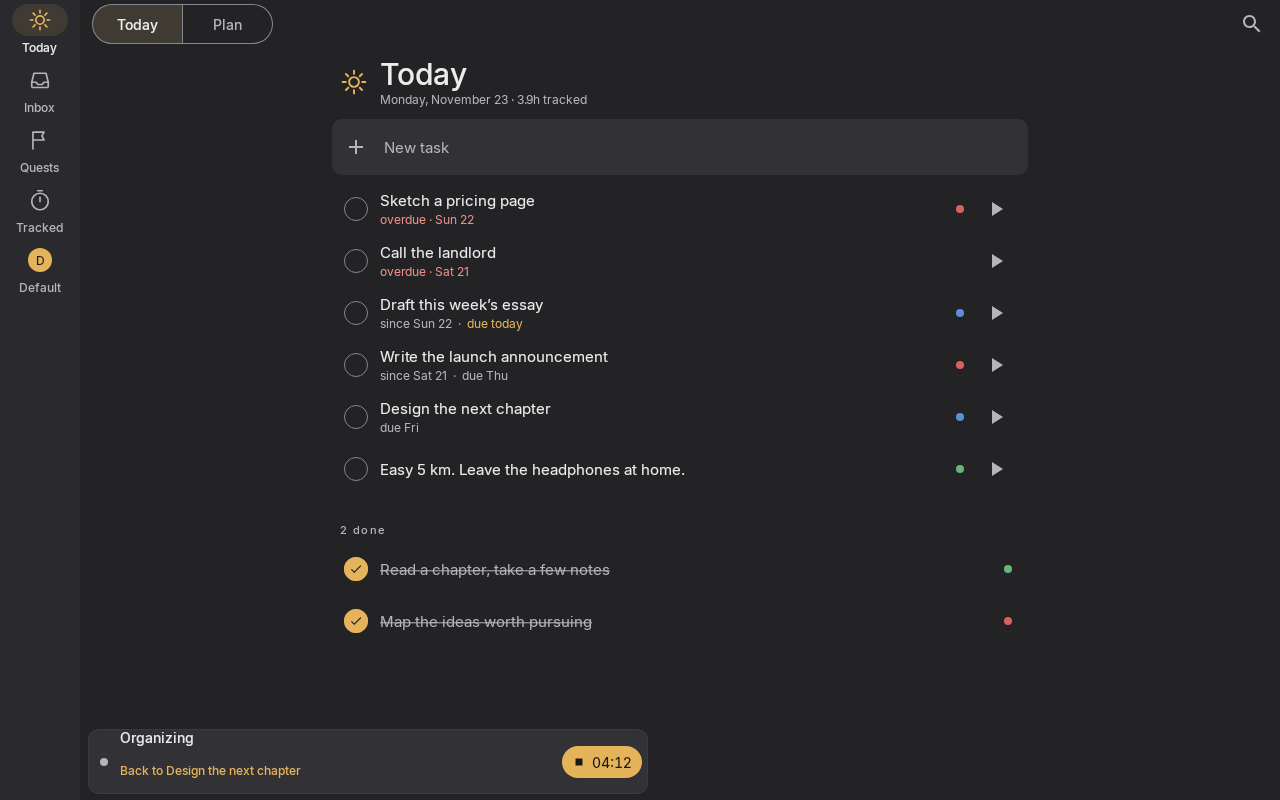 Today
Inbox
Quests
Tracked
D
Default
Today
Plan
Today
Monday, November 23 · 3.9h tracked
New task
Sketch a pricing page
overdue · Sun 22
Call the landlord
overdue · Sat 21
Draft this week’s essay
since Sun 22 · due today
Write the launch announcement
since Sat 21 · due Thu
Design the next chapter
due Fri
Easy 5 km. Leave the headphones at home.
2 done
Read a chapter, take a few notes
Map the ideas worth pursuing
Organizing
Back to Design the next chapter
04:12